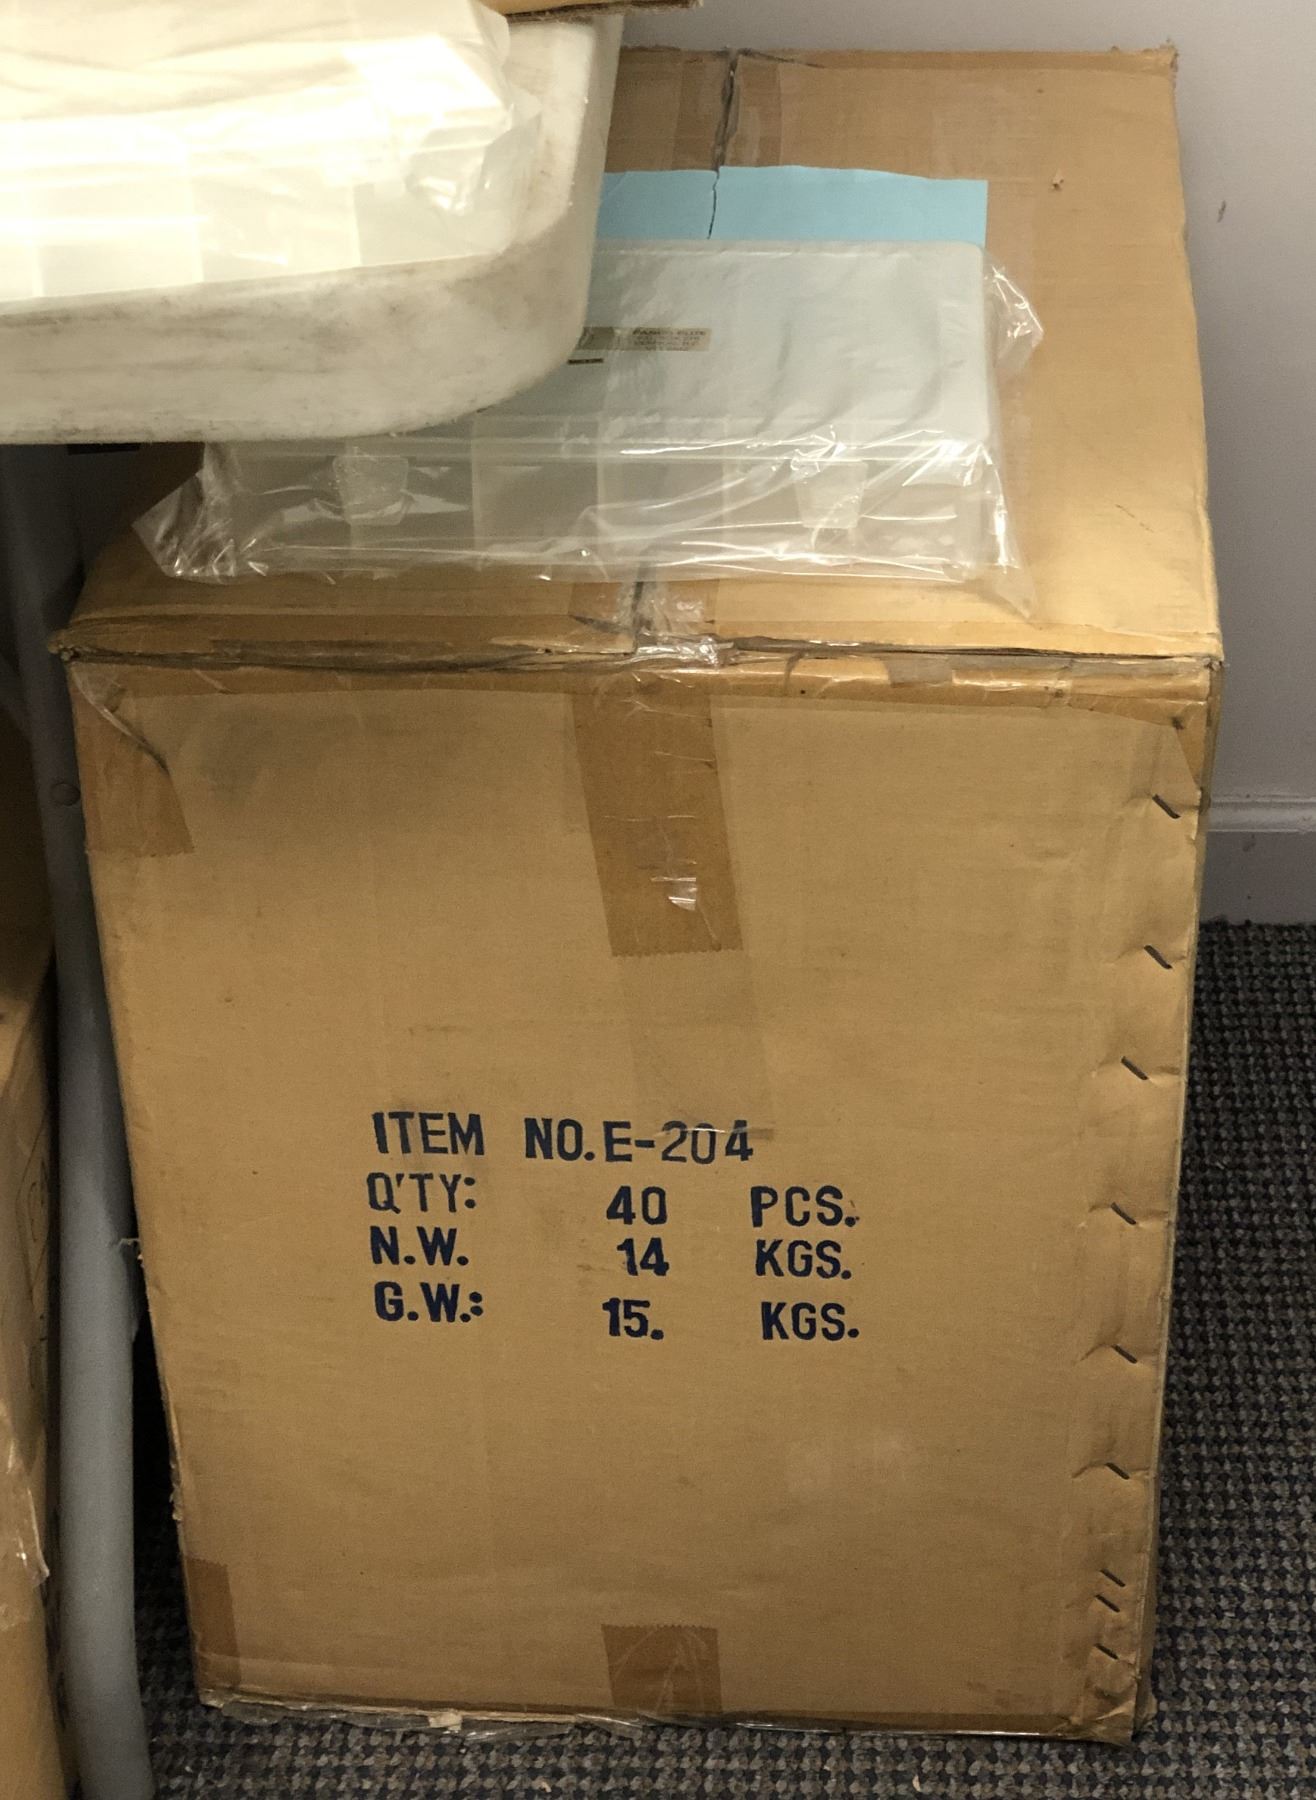 ITEM NO. E-204
Q'TY: 40 PCS.
N.W. 14 KGS.
G.W.: 15. KGS.